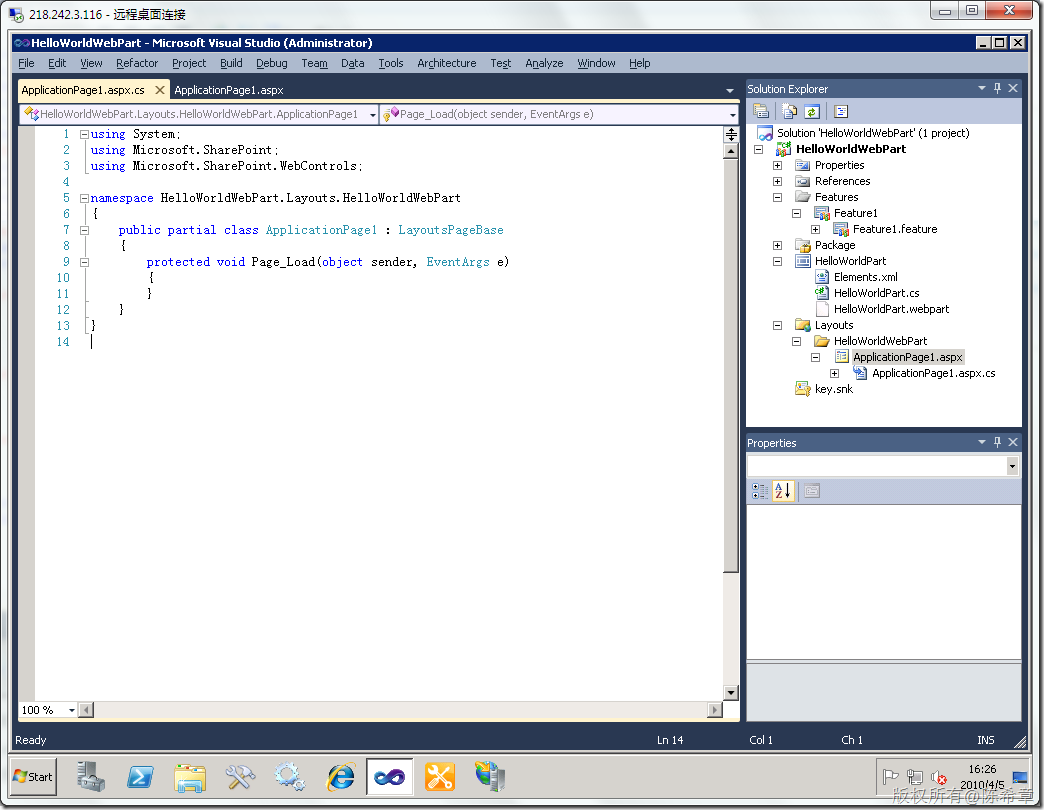 218.242.3.116 - 远程桌面连接
HelloWorldWebPart - Microsoft Visual Studio (Administrator)
File Edit View Refactor Project Build Debug Team Data Tools Architecture Test Analyze Window Help
ApplicationPage1.aspx.cs ApplicationPage1.aspx
HelloWorldWebPart.Layouts.HelloWorldWebPart.ApplicationPage1 Page_Load(object sender, EventArgs e)
1 using System;
2 using Microsoft.SharePoint;
3 using Microsoft.SharePoint.WebControls;
4
5 namespace HelloWorldWebPart.Layouts.HelloWorldWebPart
6 {
7 public partial class ApplicationPage1 : LayoutsPageBase
8 {
9 protected void Page_Load(object sender, EventArgs e)
10 {
11 }
12 }
13 }
14
100 %
Solution Explorer
Solution 'HelloWorldWebPart' (1 project)
HelloWorldWebPart
Properties
References
Features
Feature1
Feature1.feature
Package
HelloWorldPart
Elements.xml
HelloWorldPart.cs
HelloWorldPart.webpart
Layouts
HelloWorldWebPart
ApplicationPage1.aspx
ApplicationPage1.aspx.cs
key.snk
Properties
Ready Ln 14 Col 1 Ch 1 INS
Start
16:26
2010/4/5
版权所有@陈希章